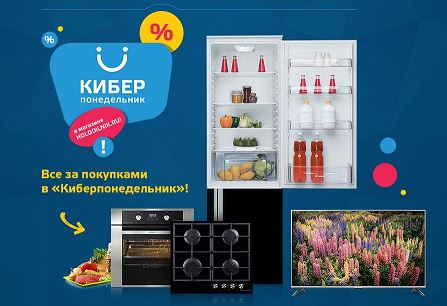 %
%
КИБЕР
понедельник
в магазине
HOLODILNIK.RU!
!
Все за покупками
в «Киберпонедельник»!